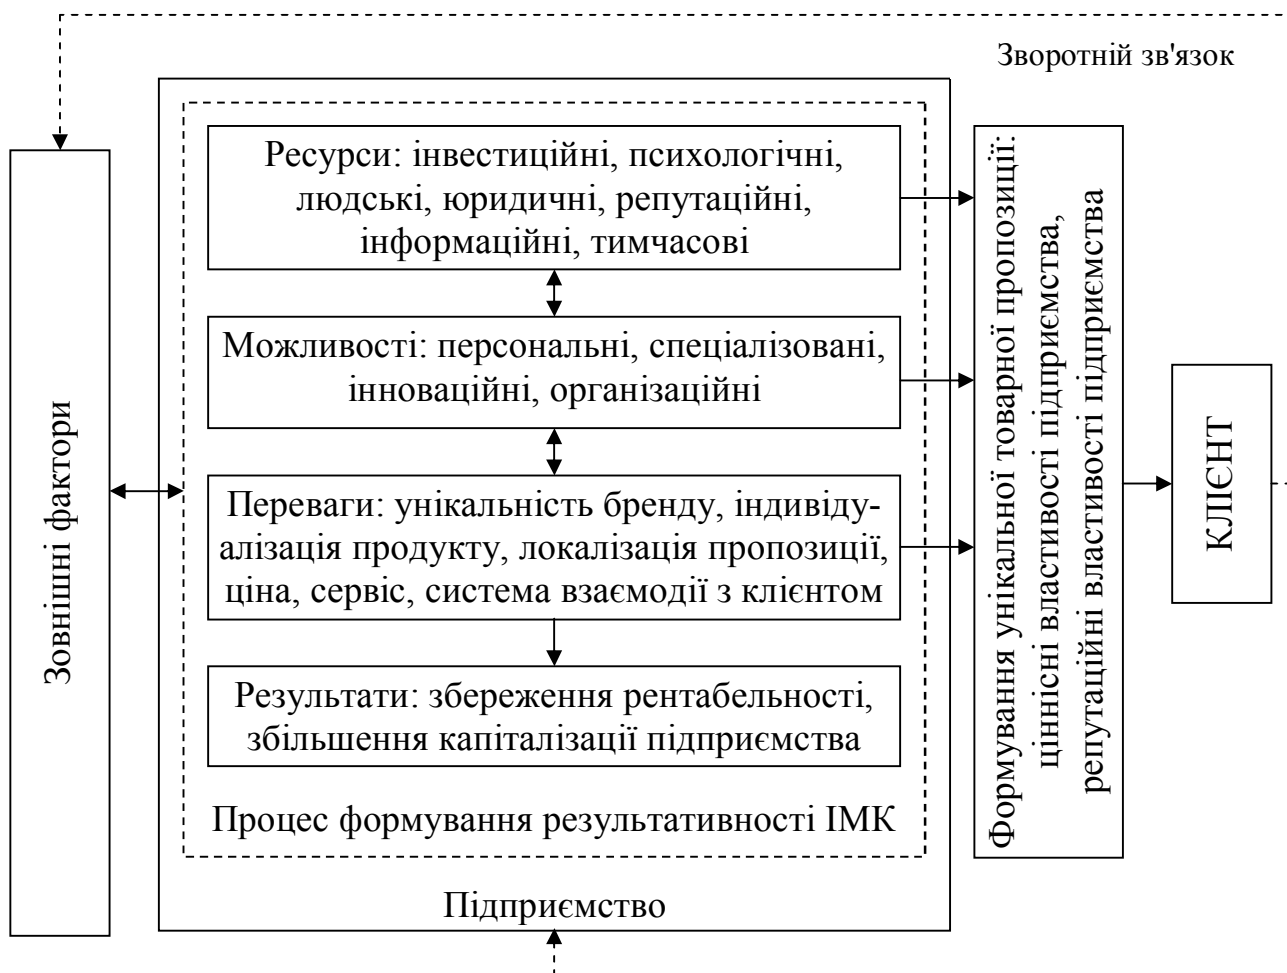 Зворотній зв'язок
Зовнішні фактори
Ресурси: інвестиційні, психологічні,
людські, юридичні, репутаційні,
інформаційні, тимчасові
Можливості: персональні, спеціалізовані,
інноваційні, організаційні
Переваги: унікальність бренду, індивіду-
алізація продукту, локалізація пропозиції,
ціна, сервіс, система взаємодії з клієнтом
Результати: збереження рентабельності,
збільшення капіталізації підприємства
Процес формування результативності ІМК
Підприємство
Формування унікальної товарної пропозиції:
ціннісні властивості підприємства,
репутаційні властивості підприємства
КЛІЄНТ